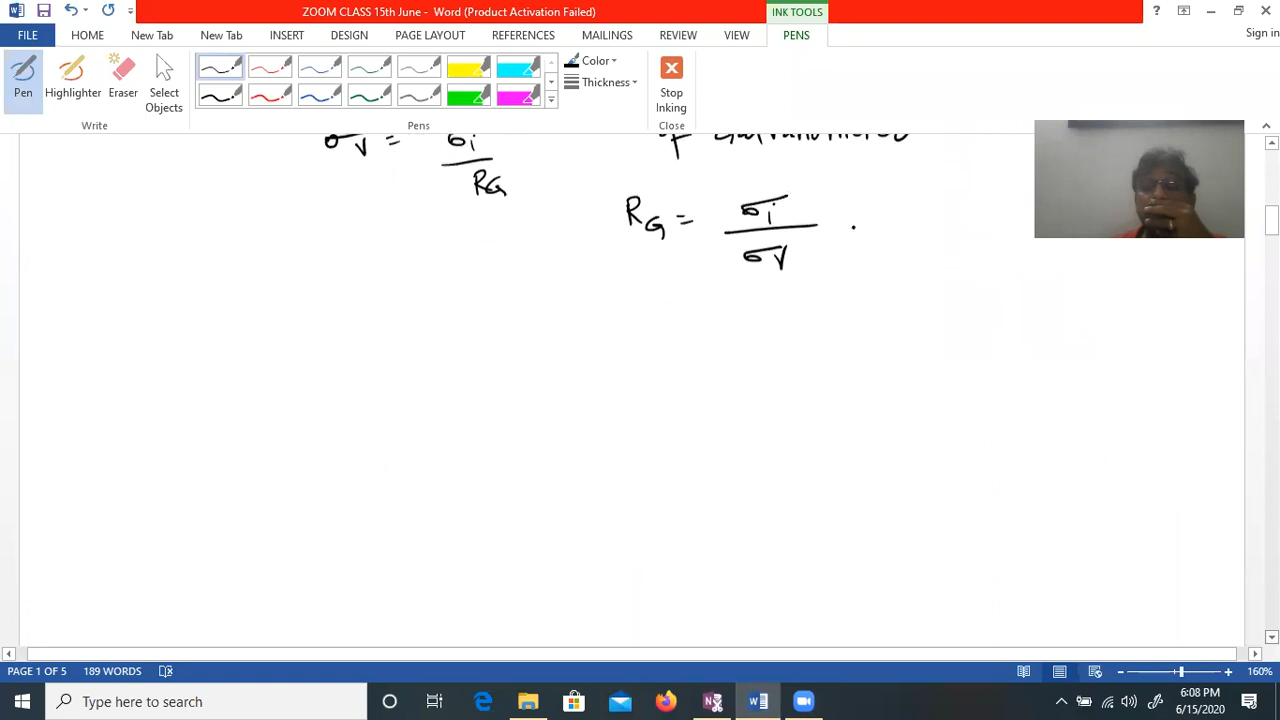 ZOOM CLASS 15th June - Word (Product Activation Failed)
INK TOOLS
?
FILE
HOME
New Tab
New Tab
INSERT
DESIGN
PAGE LAYOUT
REFERENCES
MAILINGS
REVIEW
VIEW
PENS
Sign in
Pen
Highlighter
Eraser
Select Objects
Color
Thickness
Stop Inking
Write
Pens
Close
σv = σi / RG
of Galvanometer
RG = σi / σv .
PAGE 1 OF 5
189 WORDS
160%
Type here to search
6:08 PM
6/15/2020